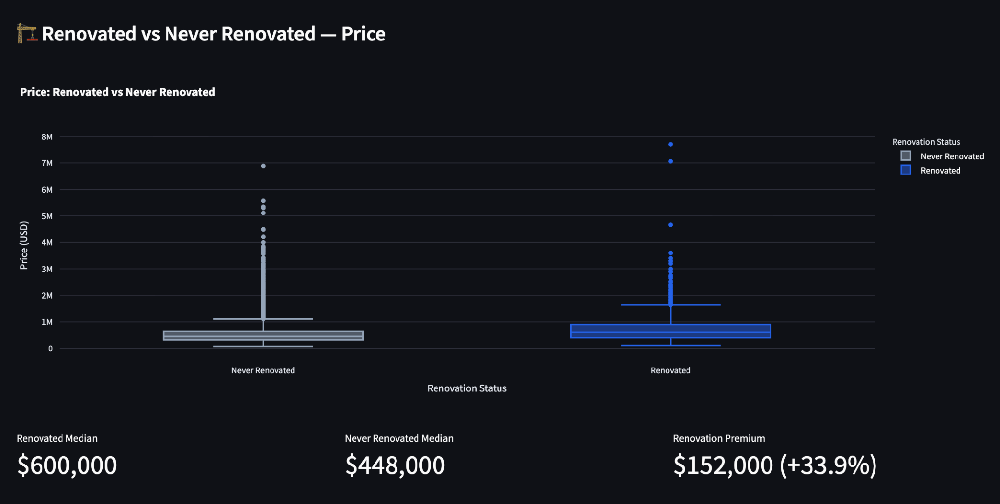 Renovated vs Never Renovated — Price
Price: Renovated vs Never Renovated
8M
7M
6M
5M
4M
3M
2M
1M
0
Price (USD)
Never Renovated
Renovated
Renovation Status
Renovation Status
Never Renovated
Renovated
Renovated Median
$600,000
Never Renovated Median
$448,000
Renovation Premium
$152,000 (+33.9%)